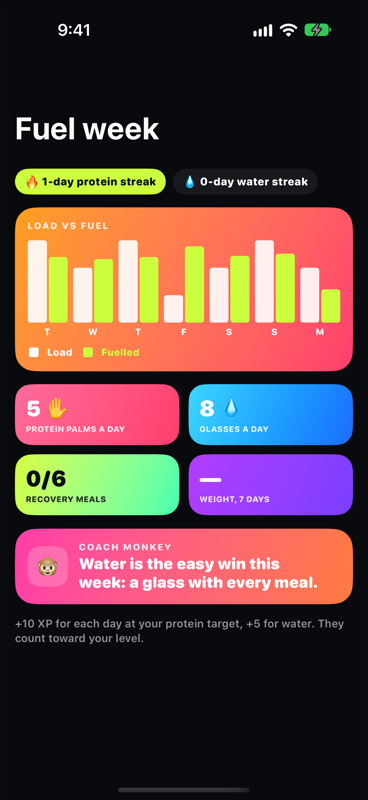 9:41
Fuel week
🔥 1-day protein streak
💧 0-day water streak
LOAD VS FUEL
T W T F S S M
Load Fuelled
5 🖐
PROTEIN PALMS A DAY
8 💧
GLASSES A DAY
0/6
RECOVERY MEALS
—
WEIGHT, 7 DAYS
COACH MONKEY
Water is the easy win this
week: a glass with every meal.
+10 XP for each day at your protein target, +5 for water. They
count toward your level.